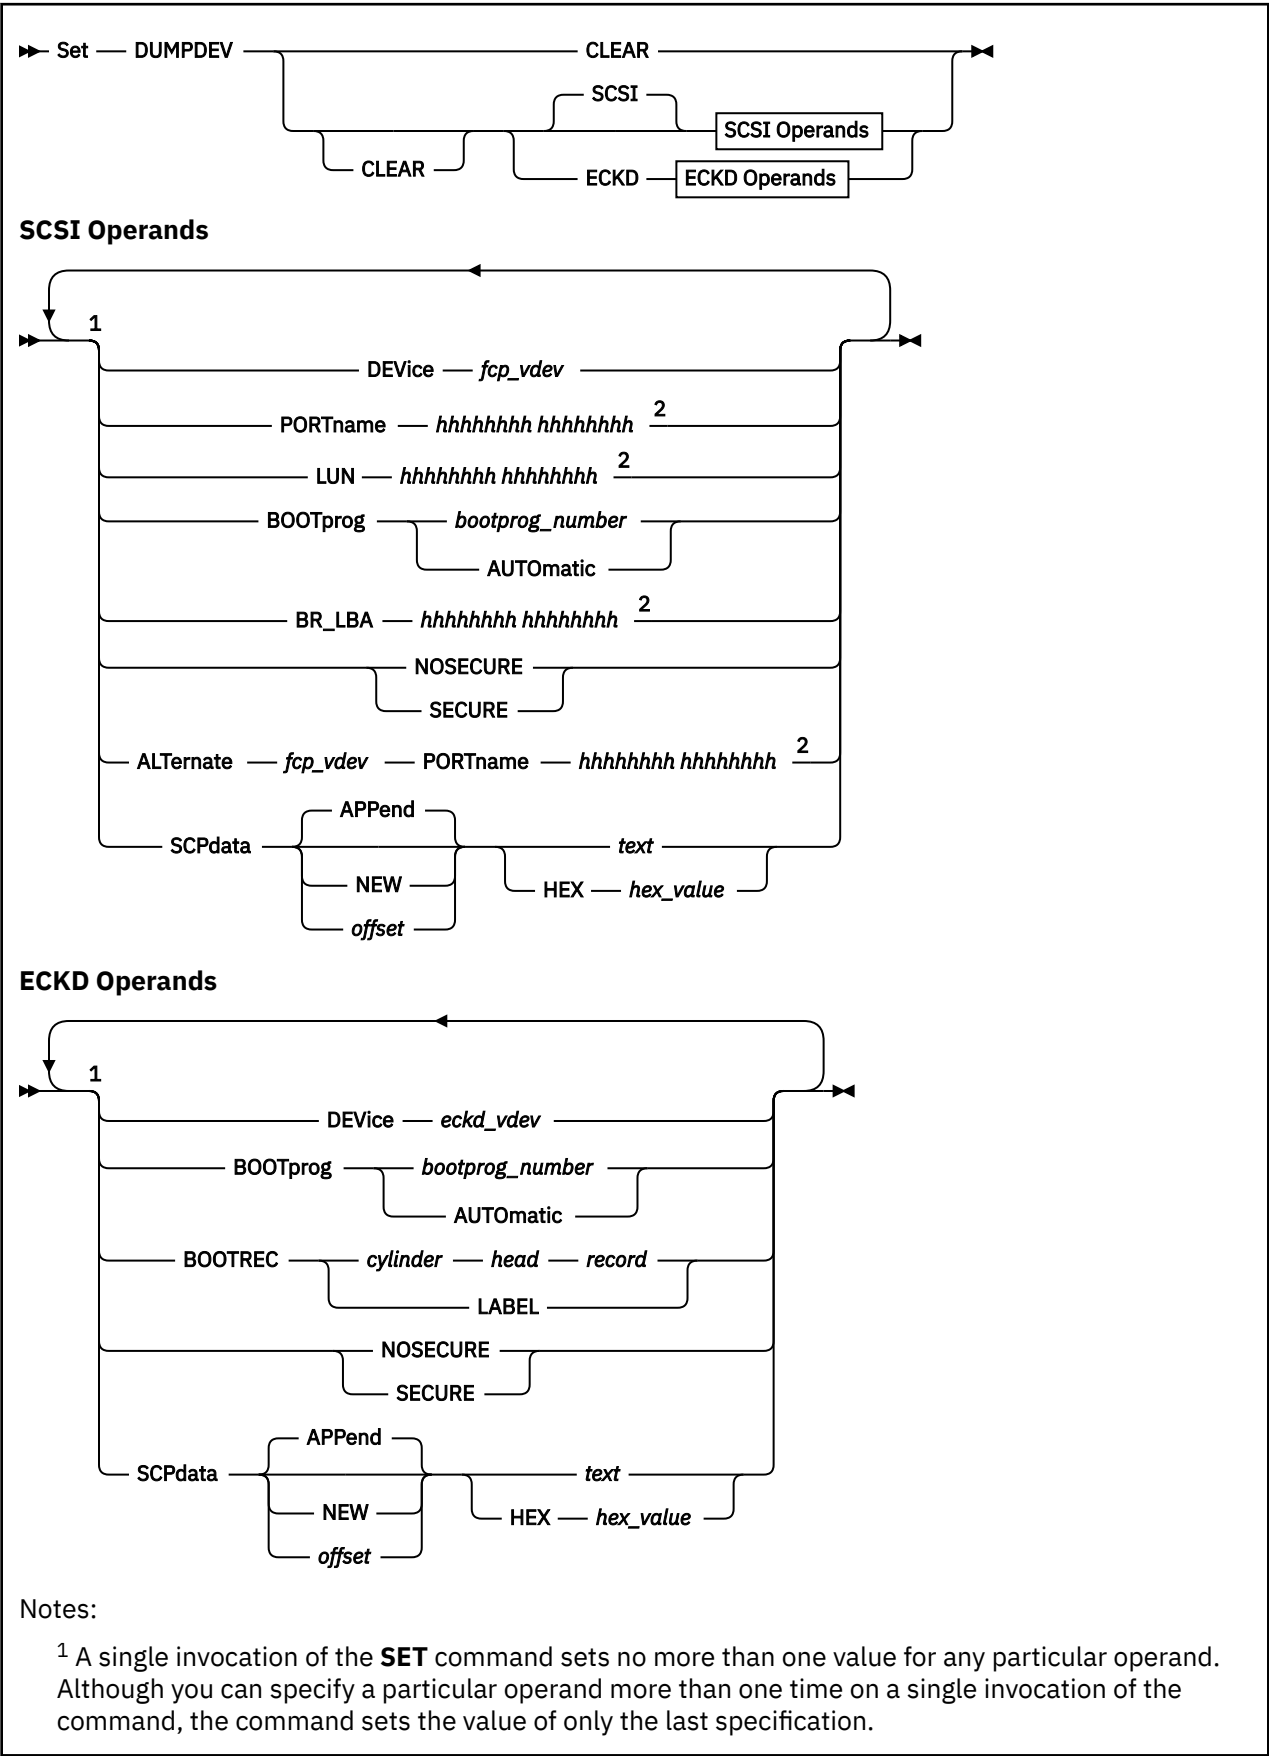 Set DUMPDEV CLEAR
SCSI
SCSI Operands
CLEAR
ECKD ECKD Operands
SCSI Operands
1
DEVice fcp_vdev
PORTname hhhhhhhh hhhhhhhh 2
LUN hhhhhhhh hhhhhhhh 2
BOOTprog bootprog_number
AUTOmatic
BR_LBA hhhhhhhh hhhhhhhh 2
NOSECURE
SECURE
ALTernate fcp_vdev PORTname hhhhhhhh hhhhhhhh 2
APPend
SCPdata text
NEW HEX hex_value
offset
ECKD Operands
1
DEVice eckd_vdev
BOOTprog bootprog_number
AUTOmatic
BOOTREC cylinder head record
LABEL
NOSECURE
SECURE
APPend
SCPdata text
NEW HEX hex_value
offset
Notes:
1 A single invocation of the SET command sets no more than one value for any particular operand.
Although you can specify a particular operand more than one time on a single invocation of the
command, the command sets the value of only the last specification.